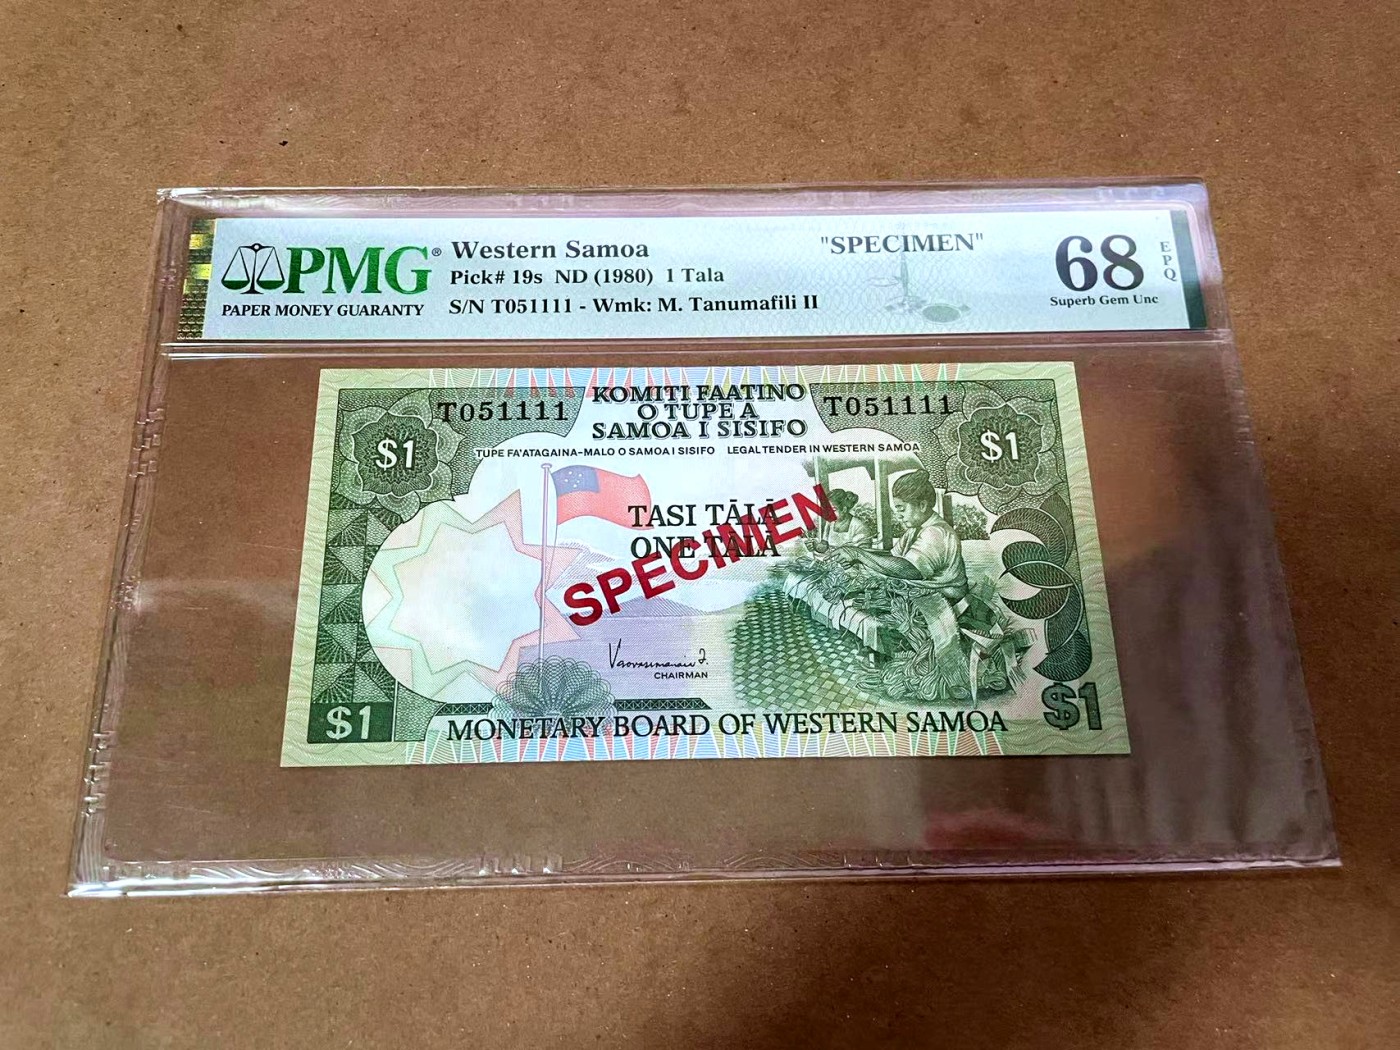 PMG®
PAPER MONEY GUARANTY
Western Samoa
Pick# 19s ND (1980) 1 Tala
S/N T051111 - Wmk: M. Tanumafili II
"SPECIMEN"
68
Superb Gem Unc
EPQ
T051111
KOMITI FAATINO
O TUPE A
SAMOA I SISIFO
T051111
$1
$1
TUPE FA'ATAGAINA-MALO O SAMOA I SISIFO LEGAL TENDER IN WESTERN SAMOA
TASI TĀLĀ
ONE TALĀ
SPECIMEN
CHAIRMAN
$1
MONETARY BOARD OF WESTERN SAMOA
$1